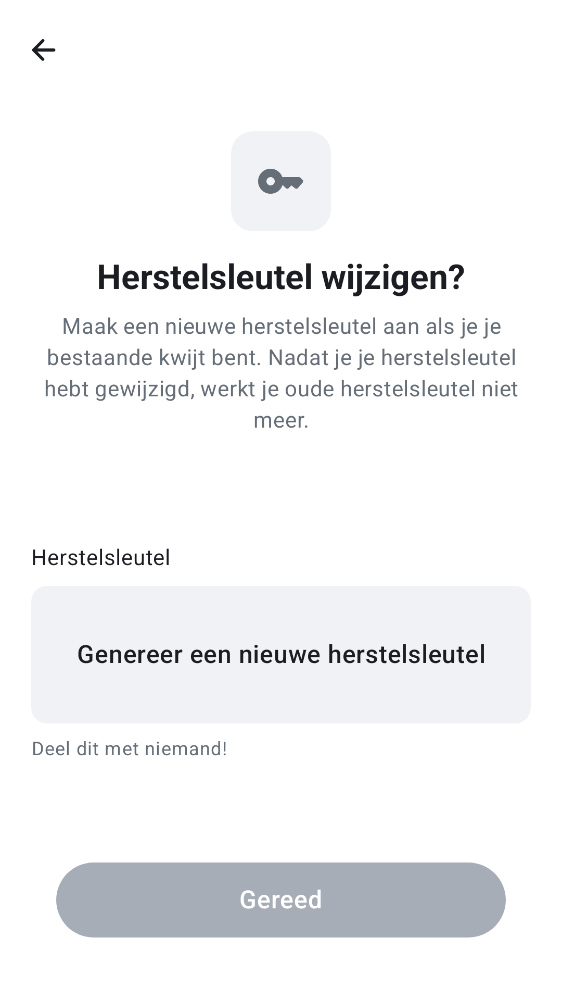 Herstelsleutel wijzigen?
Maak een nieuwe herstelsleutel aan als je je
bestaande kwijt bent. Nadat je je herstelsleutel
hebt gewijzigd, werkt je oude herstelsleutel niet
meer.
Herstelsleutel
Genereer een nieuwe herstelsleutel
Deel dit met niemand!
Gereed